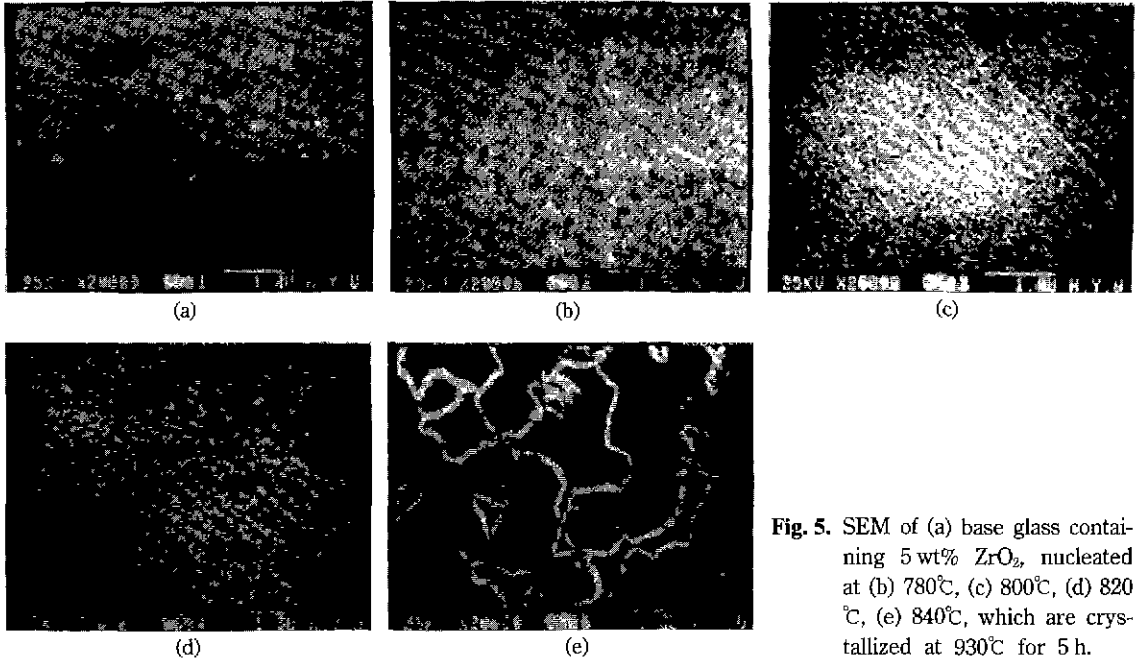 (a)
(b)
25KV
(c)
(d)
(e)
Fig. 5. SEM of (a) base glass contai-
ning 5 wt% ZrO₂, nucleated
at (b) 780℃, (c) 800℃, (d) 820
℃, (e) 840℃, which are crys-
tallized at 930℃ for 5 h.